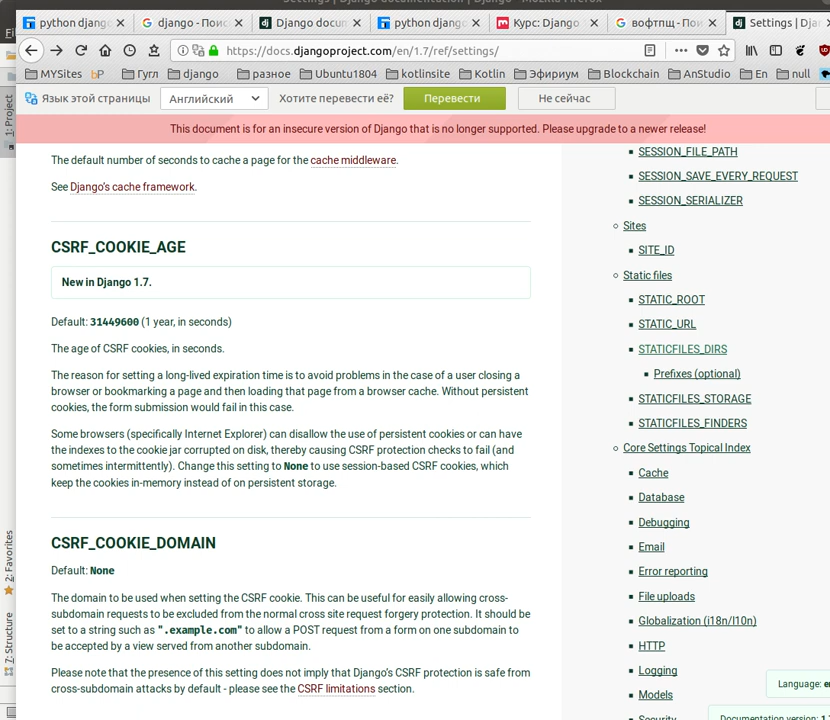 Settings | Django documentation | Django - Mozilla Firefox
python django
django - Поис
Django docum
python django
Курс: Django
вофтпщ - Пои
Settings | Djan
https://docs.djangoproject.com/en/1.7/ref/settings/
MYSites
bP
Гугл
django
разное
Ubuntu1804
kotlinsite
Kotlin
Эфириум
Blockchain
AnStudio
En
null
Язык этой страницы
Английский
Хотите перевести её?
Перевести
Не сейчас
This document is for an insecure version of Django that is no longer supported. Please upgrade to a newer release!
The default number of seconds to cache a page for the cache middleware.
See Django’s cache framework.
CSRF_COOKIE_AGE
New in Django 1.7.
Default: 31449600 (1 year, in seconds)
The age of CSRF cookies, in seconds.
The reason for setting a long-lived expiration time is to avoid problems in the case of a user closing a
browser or bookmarking a page and then loading that page from a browser cache. Without persistent
cookies, the form submission would fail in this case.
Some browsers (specifically Internet Explorer) can disallow the use of persistent cookies or can have
the indexes to the cookie jar corrupted on disk, thereby causing CSRF protection checks to fail (and
sometimes intermittently). Change this setting to None to use session-based CSRF cookies, which
keep the cookies in-memory instead of on persistent storage.
CSRF_COOKIE_DOMAIN
Default: None
The domain to be used when setting the CSRF cookie. This can be useful for easily allowing cross-
subdomain requests to be excluded from the normal cross site request forgery protection. It should be
set to a string such as ".example.com" to allow a POST request from a form on one subdomain to
be accepted by a view served from another subdomain.
Please note that the presence of this setting does not imply that Django’s CSRF protection is safe from
cross-subdomain attacks by default - please see the CSRF limitations section.
SESSION_FILE_PATH
SESSION_SAVE_EVERY_REQUEST
SESSION_SERIALIZER
Sites
SITE_ID
Static files
STATIC_ROOT
STATIC_URL
STATICFILES_DIRS
Prefixes (optional)
STATICFILES_STORAGE
STATICFILES_FINDERS
Core Settings Topical Index
Cache
Database
Debugging
Email
Error reporting
File uploads
Globalization (i18n/l10n)
HTTP
Logging
Models
Security
Language: en
Documentation version: 1.
1: Project
2: Favorites
7: Structure